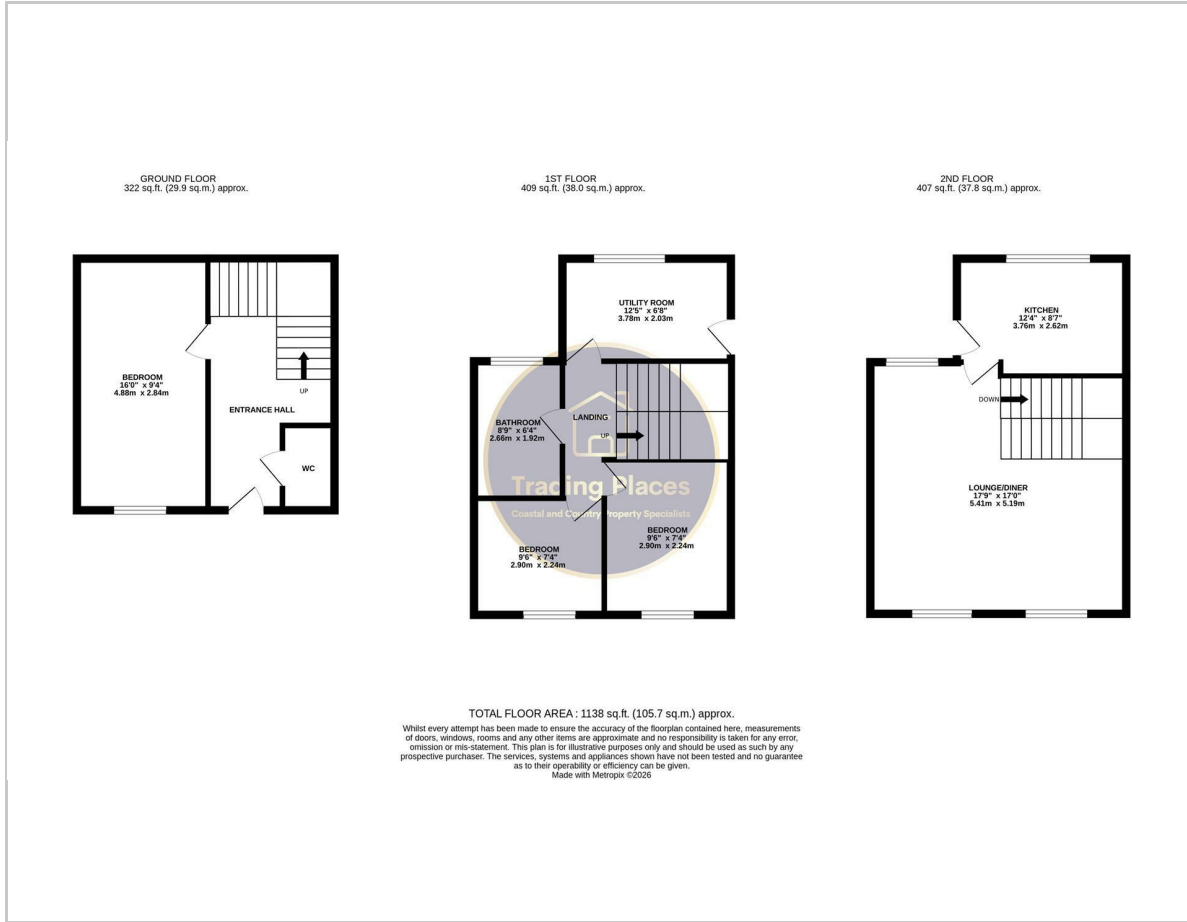 GROUND FLOOR
322 sq.ft. (29.9 sq.m.) approx.
BEDROOM
16'0" x 9'4"
4.88m x 2.84m
UP
ENTRANCE HALL
WC
1ST FLOOR
409 sq.ft. (38.0 sq.m.) approx.
UTILITY ROOM
12'5" x 6'8"
3.78m x 2.03m
BATHROOM
8'9" x 6'4"
2.66m x 1.92m
LANDING
UP
Trading Places
Coastal and Country Property Specialists
BEDROOM
9'6" x 7'4"
2.90m x 2.24m
BEDROOM
9'6" x 7'4"
2.90m x 2.24m
2ND FLOOR
407 sq.ft. (37.8 sq.m.) approx.
KITCHEN
12'4" x 8'7"
3.76m x 2.62m
DOWN
LOUNGE/DINER
17'9" x 17'0"
5.41m x 5.19m
TOTAL FLOOR AREA : 1138 sq.ft. (105.7 sq.m.) approx.
Whilst every attempt has been made to ensure the accuracy of the floorplan contained here, measurements
of doors, windows, rooms and any other items are approximate and no responsibility is taken for any error,
omission or mis-statement. This plan is for illustrative purposes only and should be used as such by any
prospective purchaser. The services, systems and appliances shown have not been tested and no guarantee
as to their operability or efficiency can be given.
Made with Metropix ©2026